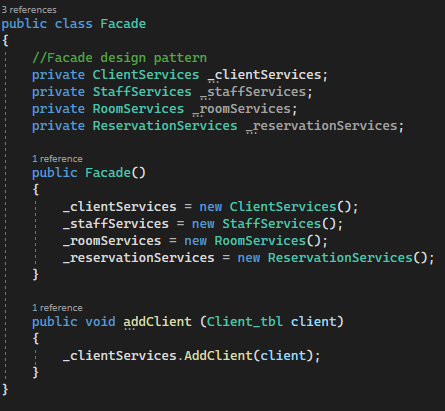 3 references
public class Facade
{
//Facade design pattern
private ClientServices _clientServices;
private StaffServices _staffServices;
private RoomServices _roomServices;
private ReservationServices _reservationServices;
1 reference
public Facade()
{
_clientServices = new ClientServices();
_staffServices = new StaffServices();
_roomServices = new RoomServices();
_reservationServices = new ReservationServices();
}
1 reference
public void addClient (Client_tbl client)
{
_clientServices.AddClient(client);
}
}